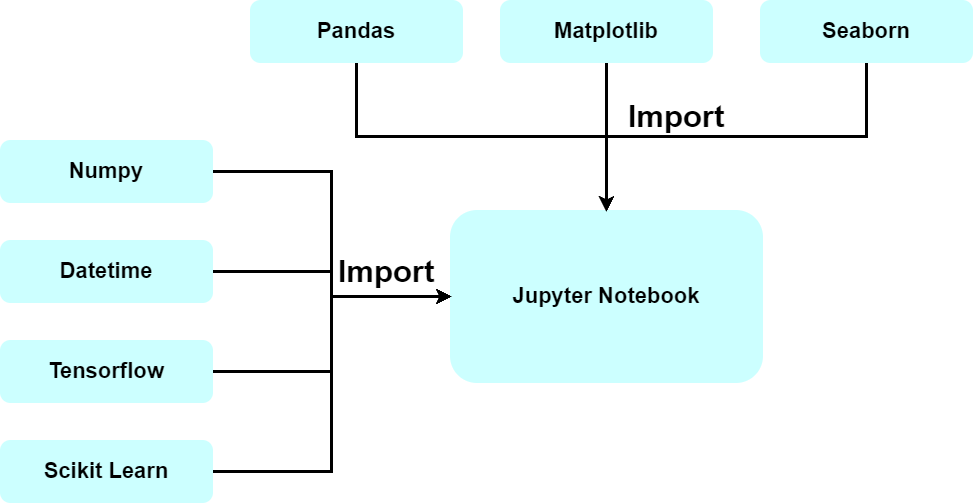 Pandas
Matplotlib
Seaborn
Import
Numpy
Datetime
Import
Jupyter Notebook
Tensorflow
Scikit Learn